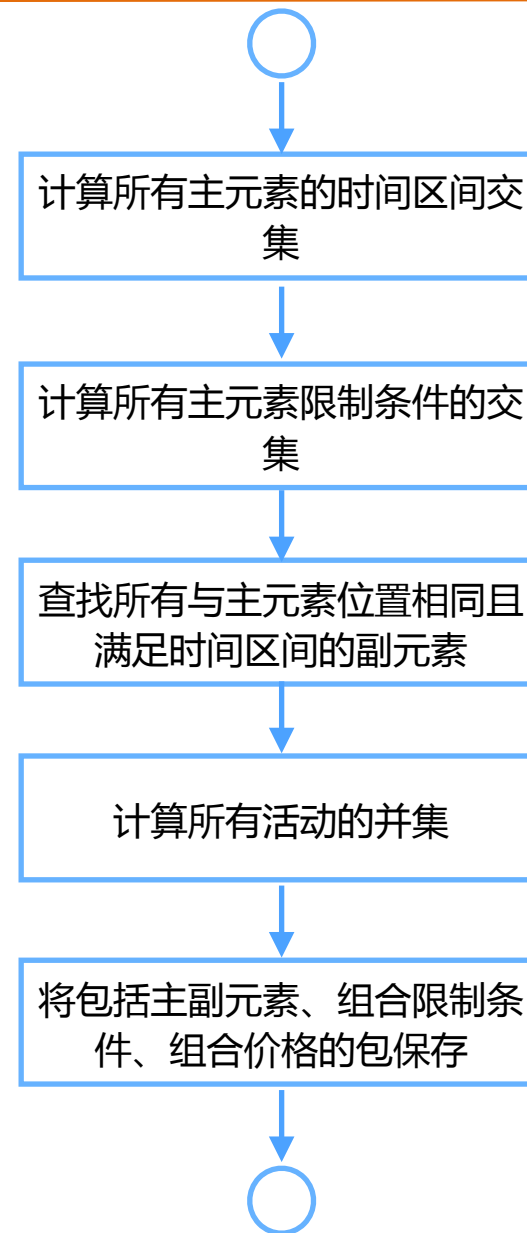 计算所有主元素的时间区间交
集
计算所有主元素限制条件的交
集
查找所有与主元素位置相同且
满足时间区间的副元素
计算所有活动的并集
将包括主副元素、组合限制条
件、组合价格的包保存